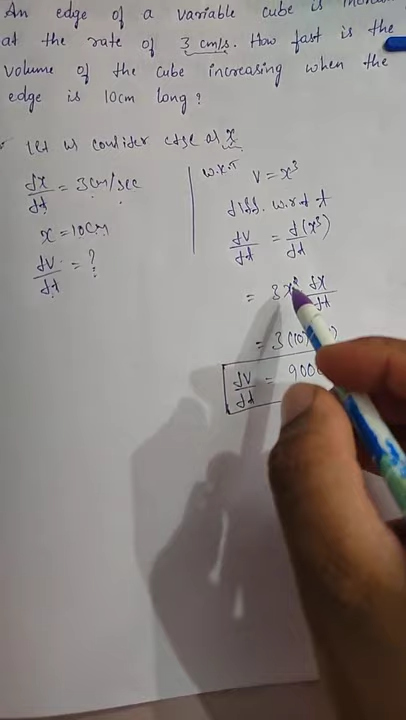 An edge of a variable cube is
at the rate of 3 cm/s. How fast is the
volume of the cube increasing when the
edge is 10cm long?
Let us consider edge as x
dx/dt = 3cm/sec
x = 10cm
dV/dt = ?
w.k.t V = x³
diff. w.r.t t
dV/dt = d(x³)/dt
= 3x² dx/dt
= 3(10)
dV/dt = 900